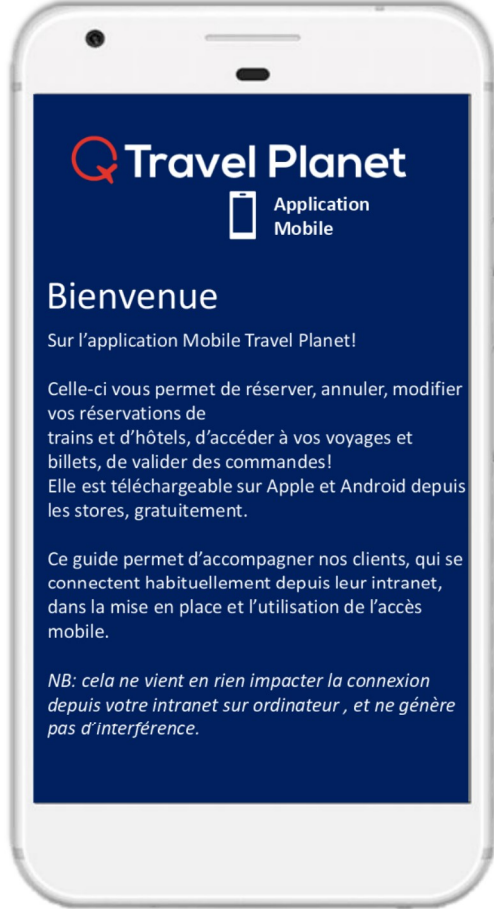 Travel Planet
Application
Mobile
Bienvenue
Sur l’application Mobile Travel Planet!
Celle-ci vous permet de réserver, annuler, modifier
vos réservations de
trains et d’hôtels, d’accéder à vos voyages et
billets, de valider des commandes!
Elle est téléchargeable sur Apple et Android depuis
les stores, gratuitement.
Ce guide permet d’accompagner nos clients, qui se
connectent habituellement depuis leur intranet,
dans la mise en place et l’utilisation de l’accès
mobile.
NB: cela ne vient en rien impacter la connexion
depuis votre intranet sur ordinateur , et ne génère
pas d´interférence.